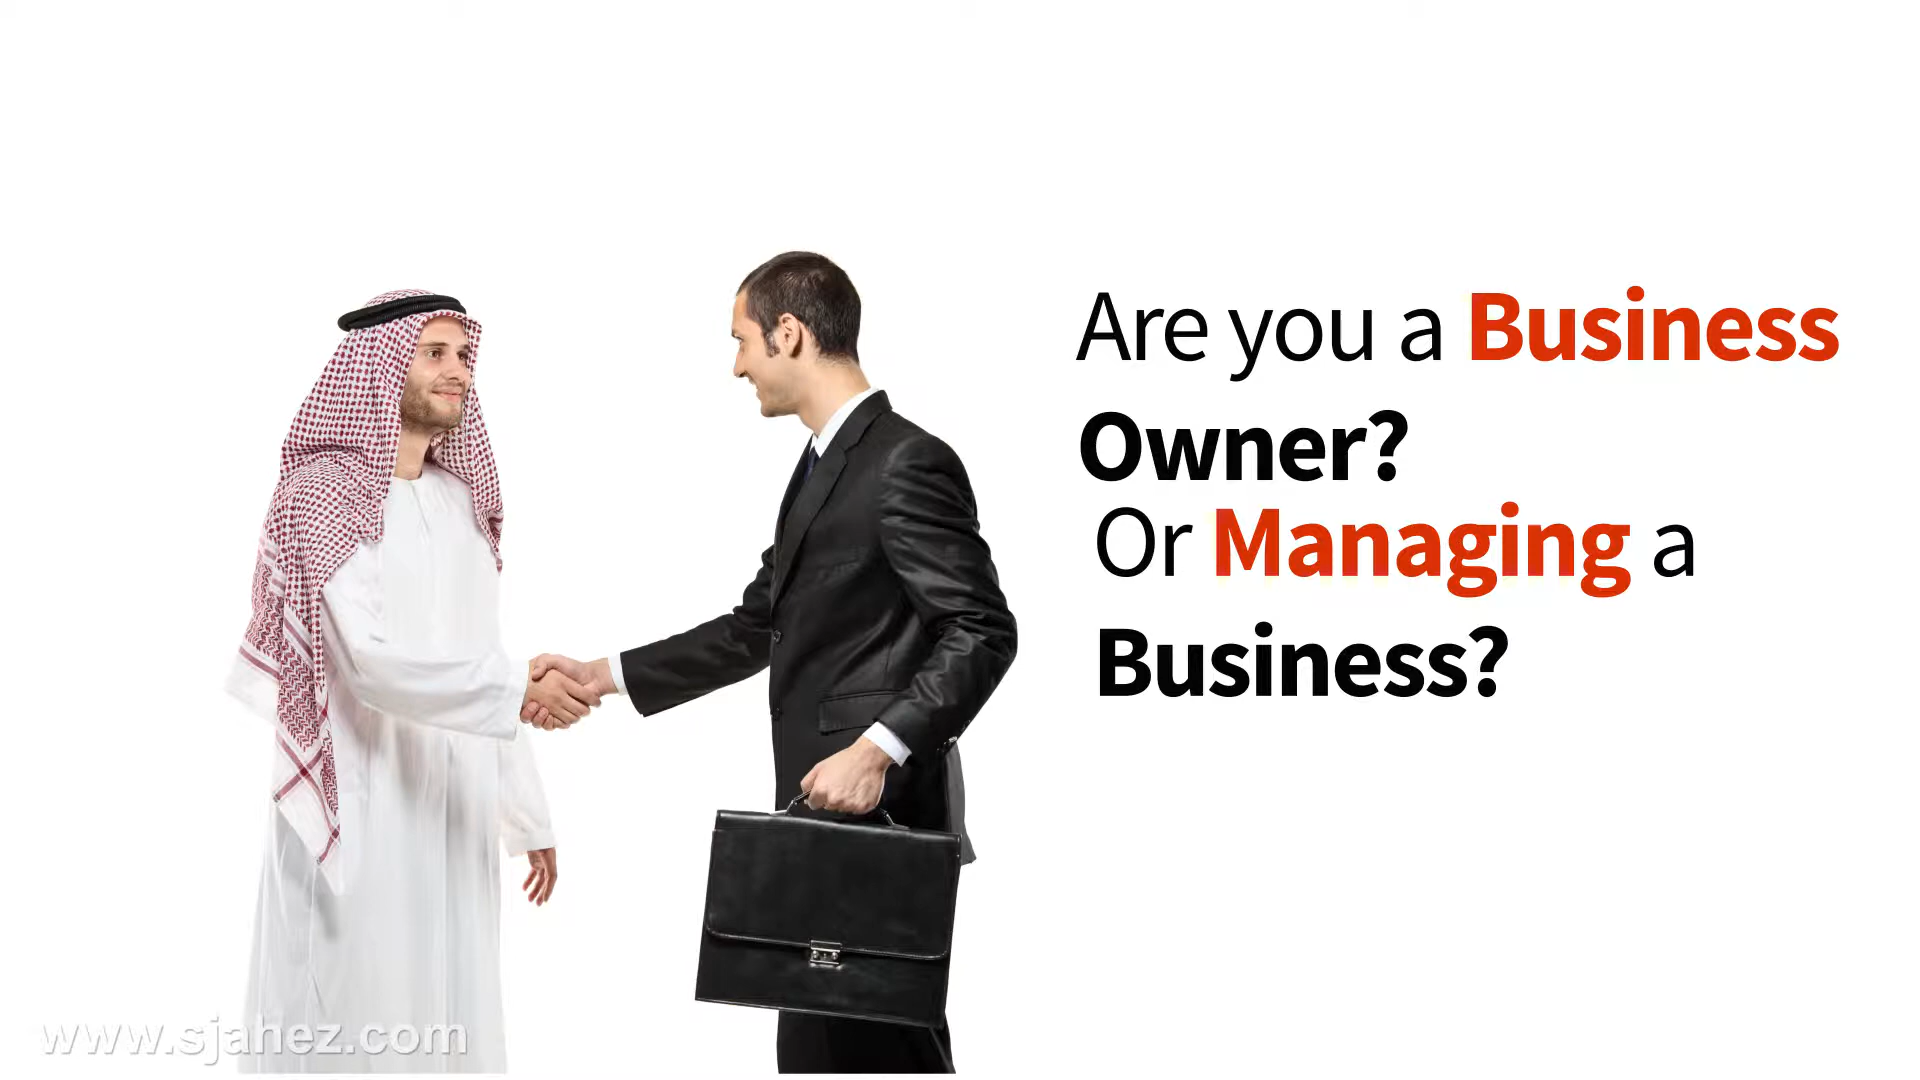 Are you a Business
Owner?
Or Managing a
Business?
www.sjahez.com